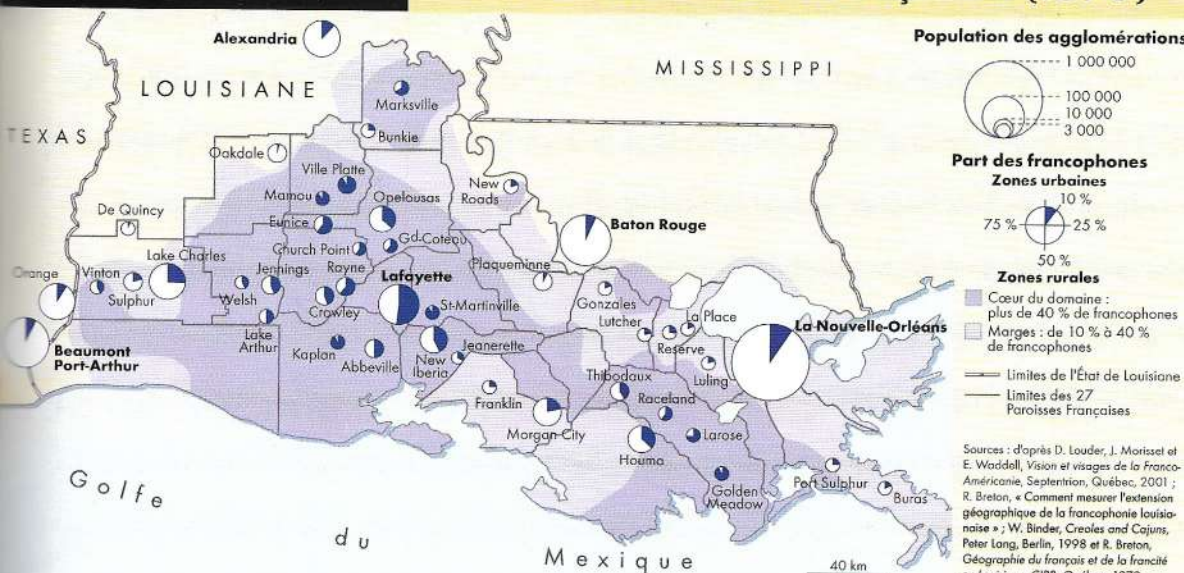 Alexandria
LOUISIANE
MISSISSIPPI
TEXAS
Marksville
Bunkie
Oakdale
Ville Platte
Mamou
Opelousas
New
Roads
De Quincy
Eunice
Church Point
Gd-Coteau
Baton Rouge
Orange
Vinton
Lake Charles
Sulphur
Jennings
Rayne
Lafayette
Plaquemine
Welsh
Crowley
St-Martinville
Gonzales
Lutcher
La Place
La Nouvelle-Orléans
Beaumont
Port-Arthur
Lake
Arthur
Kaplan
Abbeville
New
Iberia
Jeanerette
Reserve
Luling
Franklin
Thibodaux
Raceland
Morgan City
Larose
Houma
Golden
Meadow
Port Sulphur
Buras
Golfe
du
Mexique
40 km
Population des agglomérations
1 000 000
100 000
10 000
3 000
Part des francophones
Zones urbaines
10 %
75 %
25 %
50 %
Zones rurales
Cœur du domaine :
plus de 40 % de francophones
Marges : de 10 % à 40 %
de francophones
Limites de l'État de Louisiane
Limites des 27
Paroisses Françaises
Sources : d'après D. Louder, J. Morisset et
E. Waddell, Vision et visages de la Franco-
Américanie, Septentrion, Québec, 2001 ;
R. Breton, « Comment mesurer l'extension
géographique de la francophonie louisia-
naise » ; W. Binder, Creoles and Cajuns,
Peter Lang, Berlin, 1998 et R. Breton,
Géographie du français et de la francité